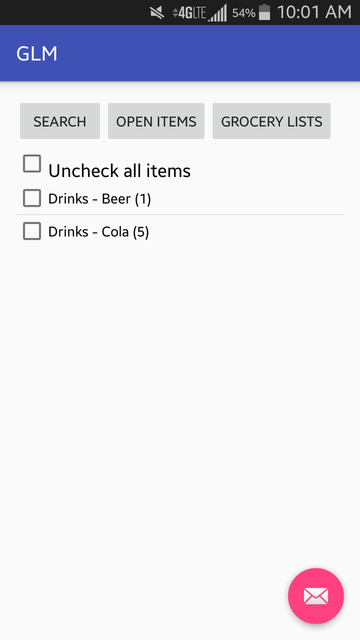 4G LTE 54% 10:01 AM
GLM
SEARCH OPEN ITEMS GROCERY LISTS
Uncheck all items
Drinks - Beer (1)
Drinks - Cola (5)